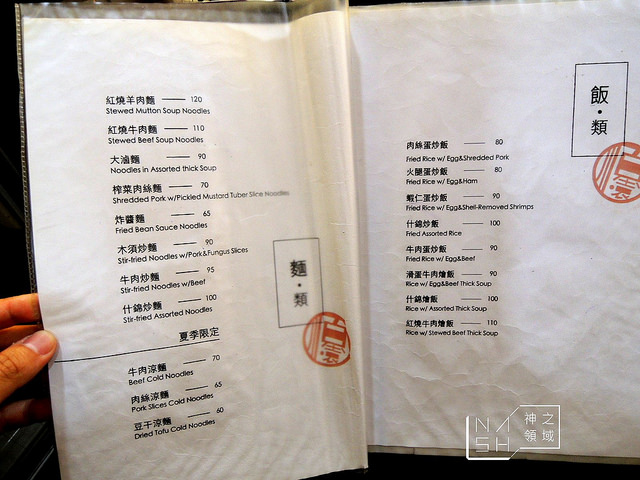 紅燒羊肉麵 120
Stewed Mutton Soup Noodles
紅燒牛肉麵 110
Stewed Beef Soup Noodles
大滷麵 90
Noodles in Assorted thick Soup
榨菜肉絲麵 70
Shredded Pork w/Pickled Mustard Tuber Slice Noodles
炸醬麵 65
Fried Bean Sauce Noodles
木須炒麵 90
Stir-fried Noodles w/Pork&Fungus Slices
牛肉炒麵 95
Stir-fried Noodles w/Beef
什錦炒麵 100
Stir-fried Assorted Noodles
夏季限定
牛肉涼麵 70
Beef Cold Noodles
肉絲涼麵 65
Pork Slices Cold Noodles
豆干涼麵 60
Dried Tofu Cold Noodles
麵・類
飯・類
肉絲蛋炒飯 80
Fried Rice w/ Egg&Shredded Pork
火腿蛋炒飯 80
Fried Rice w/ Egg&Ham
蝦仁蛋炒飯 90
Fried Rice w/ Egg&Shell-Removed Shrimps
什錦炒飯 100
Fried Assorted Rice
牛肉蛋炒飯 90
Fried Rice w/ Egg&Beef
滑蛋牛肉燴飯 90
Rice w/ Egg&Beef Thick Soup
什錦燴飯 100
Rice w/ Assorted Thick Soup
紅燒牛肉燴飯 110
Rice w/ Stewed Beef Thick Soup
NASH
神之
領域